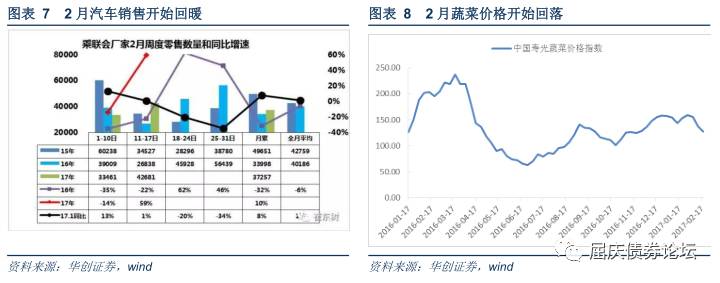 图表 7 2 月汽车销售开始回暖
乘联会厂家2月周度零售数量和同比增速
80000
60000
40000
20000
60%
40%
20%
0%
-20%
-40%
1-10日 11-17日 18-24日 25-31日 月累 全月平均
15年 60238 34527 28296 38780 49651 42759
16年 39009 26838 45928 56439 33998 40186
17年 33461 42681 37257
16年 -35% -22% 62% 46% -32% -6%
17年 -14% 59% 10%
17.1同比 13% 1% -20% -34% 8%
崔东树
资料来源：华创证券，wind
图表 8 2 月蔬菜价格开始回落
中国寿光蔬菜价格指数
250.00
200.00
150.00
100.00
50.00
0.00
2016-01-17
2016-02-17
2016-03-17
2016-04-17
2016-05-17
2016-06-17
2016-07-17
2016-08-17
2016-09-17
2016-10-17
2016-11-17
2016-12-17
2017-01-17
2017-02-17
屈庆债券论坛
资料来源：华创证券，wind